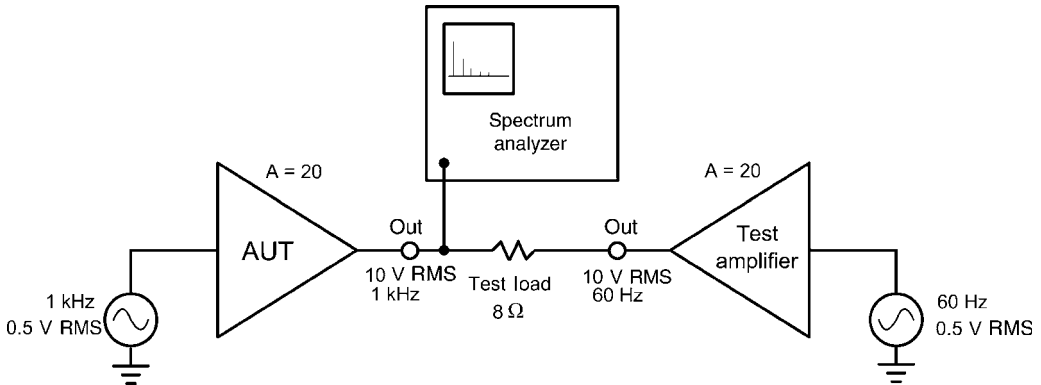 Spectrum
analyzer
A = 20
A = 20
Out
Out
AUT
Test
amplifier
10 V RMS
1 kHz
Test load
8 Ω
10 V RMS
60 Hz
1 kHz
0.5 V RMS
60 Hz
0.5 V RMS